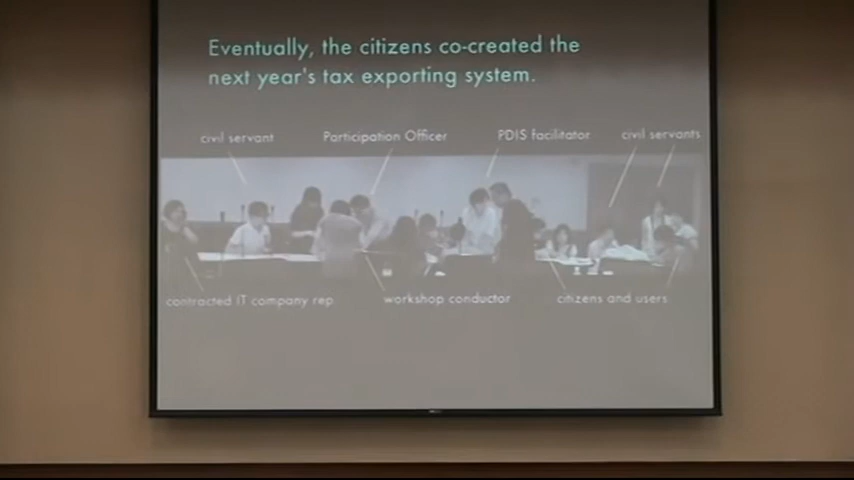 Eventually, the citizens co-created the
next year's tax exporting system.
civil servant
Participation Officer
PDIS facilitator
civil servants
contracted IT company rep
workshop conductor
citizens and users